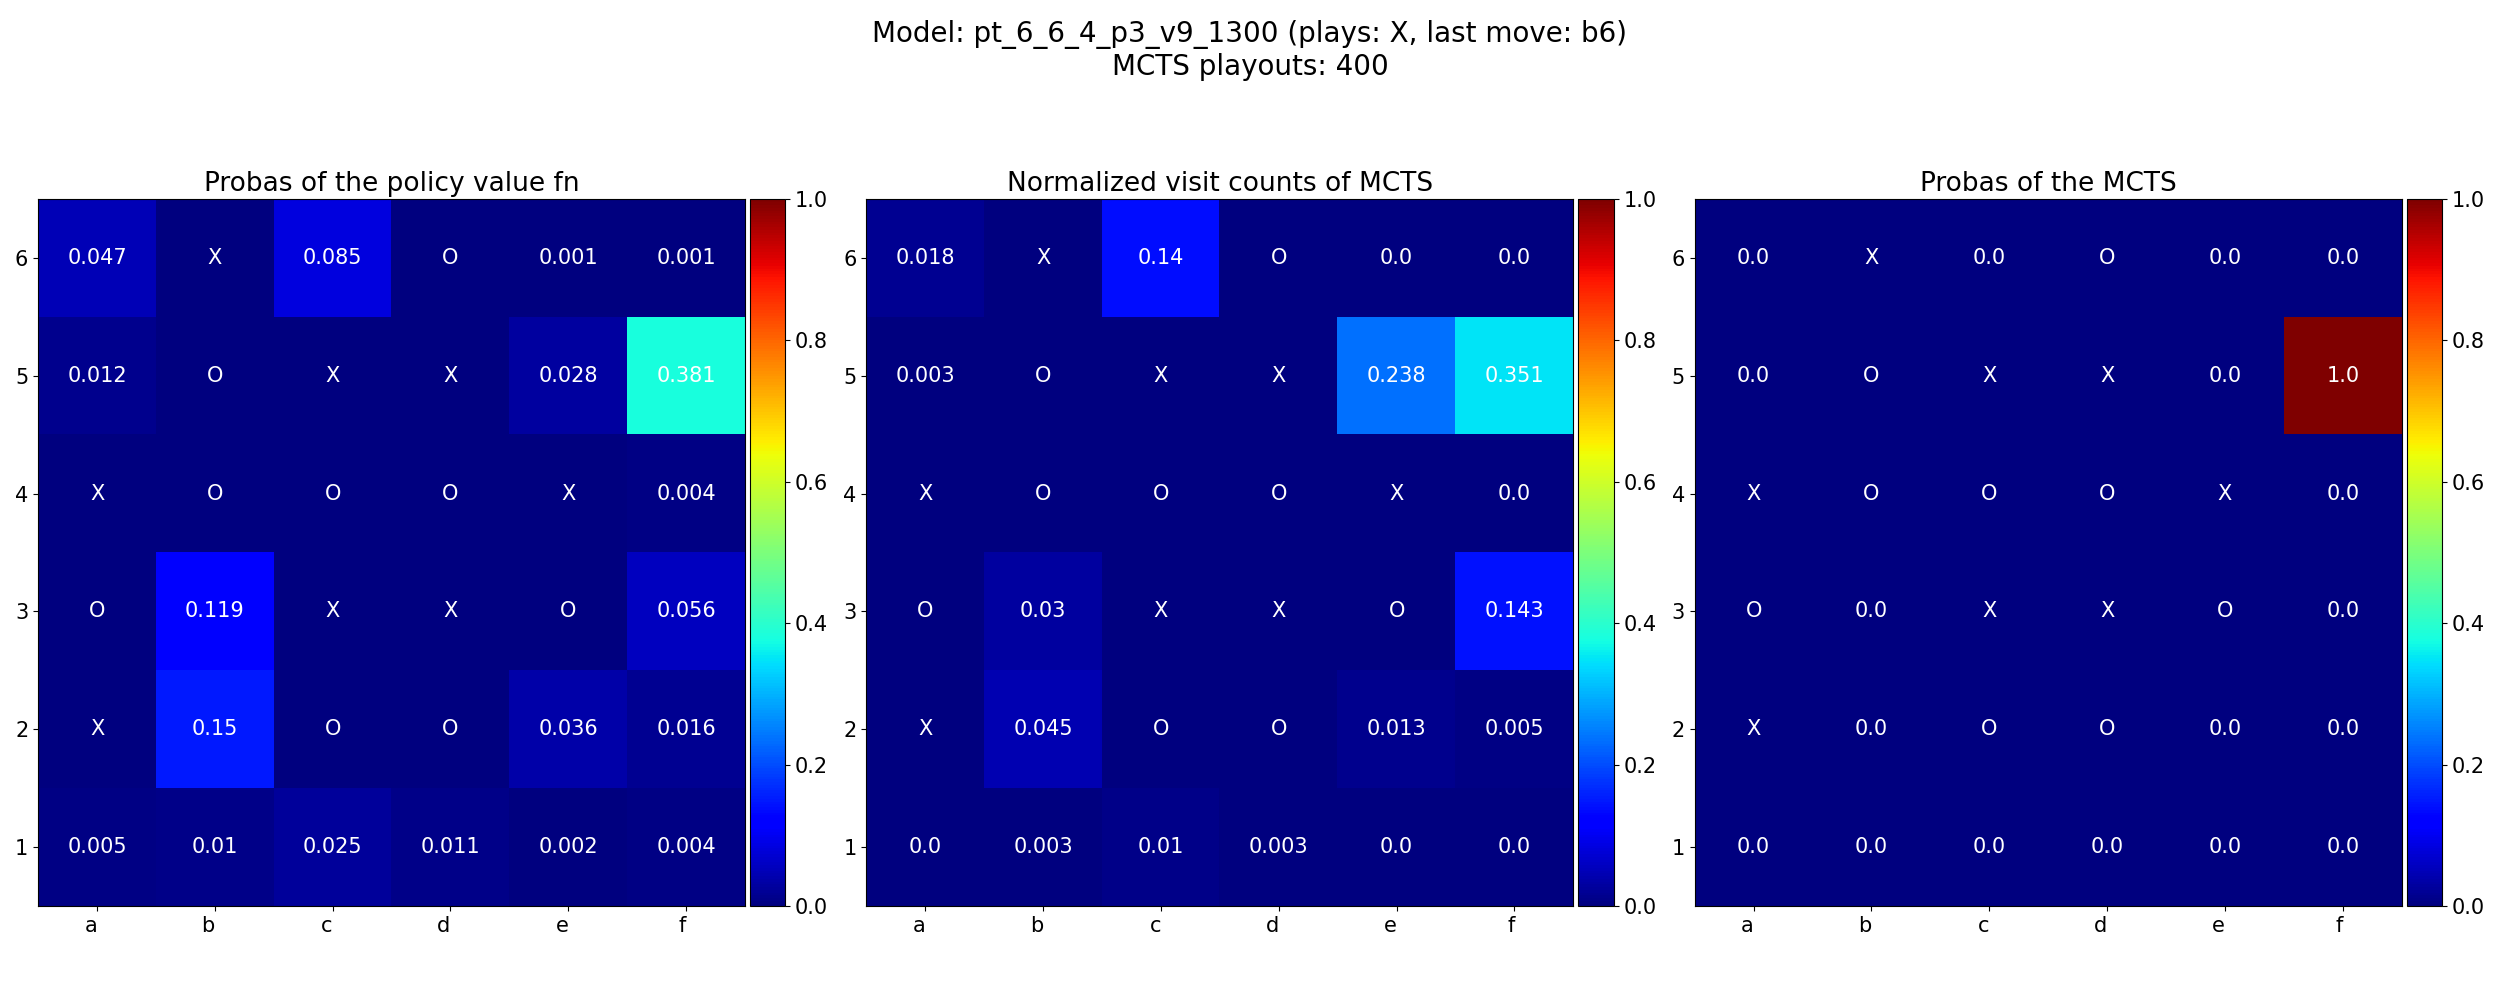 Model: pt_6_6_4_p3_v9_1300 (plays: X, last move: b6)
MCTS playouts: 400
Probas of the policy value fn
6 0.047 X 0.085 O 0.001 0.001
5 0.012 O X X 0.028 0.381
4 X O O O X 0.004
3 O 0.119 X X O 0.056
2 X 0.15 O O 0.036 0.016
1 0.005 0.01 0.025 0.011 0.002 0.004
a b c d e f
1.0
0.8
0.6
0.4
0.2
0.0
Normalized visit counts of MCTS
6 0.018 X 0.14 O 0.0 0.0
5 0.003 O X X 0.238 0.351
4 X O O O X 0.0
3 O 0.03 X X O 0.143
2 X 0.045 O O 0.013 0.005
1 0.0 0.003 0.01 0.003 0.0 0.0
a b c d e f
1.0
0.8
0.6
0.4
0.2
0.0
Probas of the MCTS
6 0.0 X 0.0 O 0.0 0.0
5 0.0 O X X 0.0 1.0
4 X O O O X 0.0
3 O 0.0 X X O 0.0
2 X 0.0 O O 0.0 0.0
1 0.0 0.0 0.0 0.0 0.0 0.0
a b c d e f
1.0
0.8
0.6
0.4
0.2
0.0